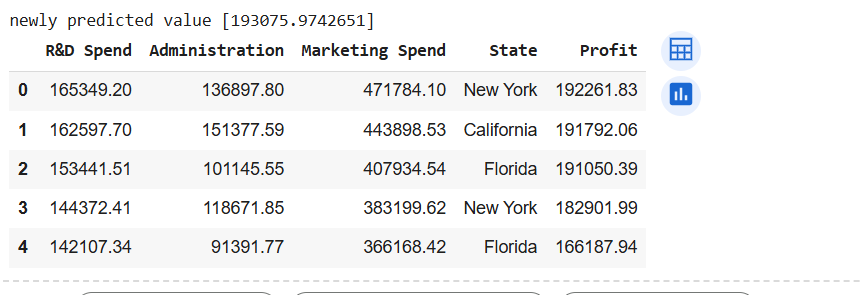 newly predicted value [193075.9742651]
R&D Spend Administration Marketing Spend State Profit
0 165349.20 136897.80 471784.10 New York 192261.83
1 162597.70 151377.59 443898.53 California 191792.06
2 153441.51 101145.55 407934.54 Florida 191050.39
3 144372.41 118671.85 383199.62 New York 182901.99
4 142107.34 91391.77 366168.42 Florida 166187.94